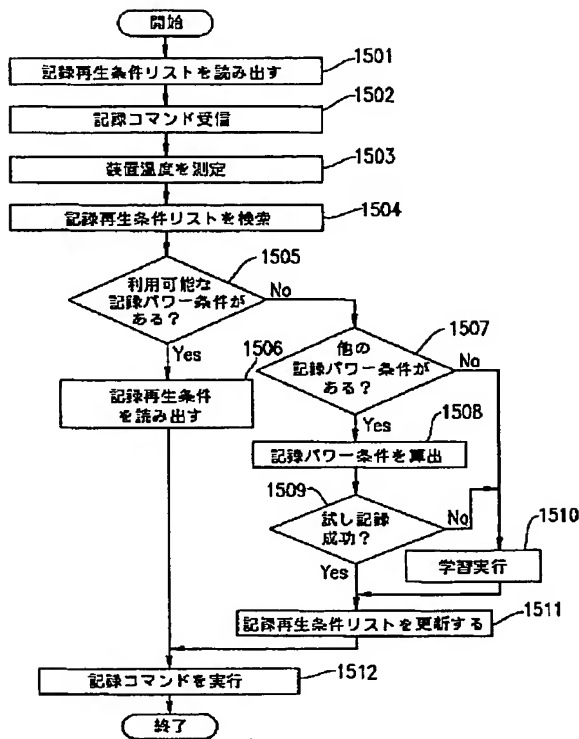 開始
記録再生条件リストを読み出す
1501
記録コマンド受信
1502
装置温度を測定
1503
記録再生条件リストを検索
1504
利用可能な
記録パワー条件が
ある?
1505
No
Yes
記録再生条件
を読み出す
1506
他の
記録パワー条件が
ある?
1507
No
Yes
記録パワー条件を算出
1508
試し記録
成功?
1509
No
Yes
学習実行
1510
記録再生条件リストを更新する
1511
記録コマンドを実行
1512
終了